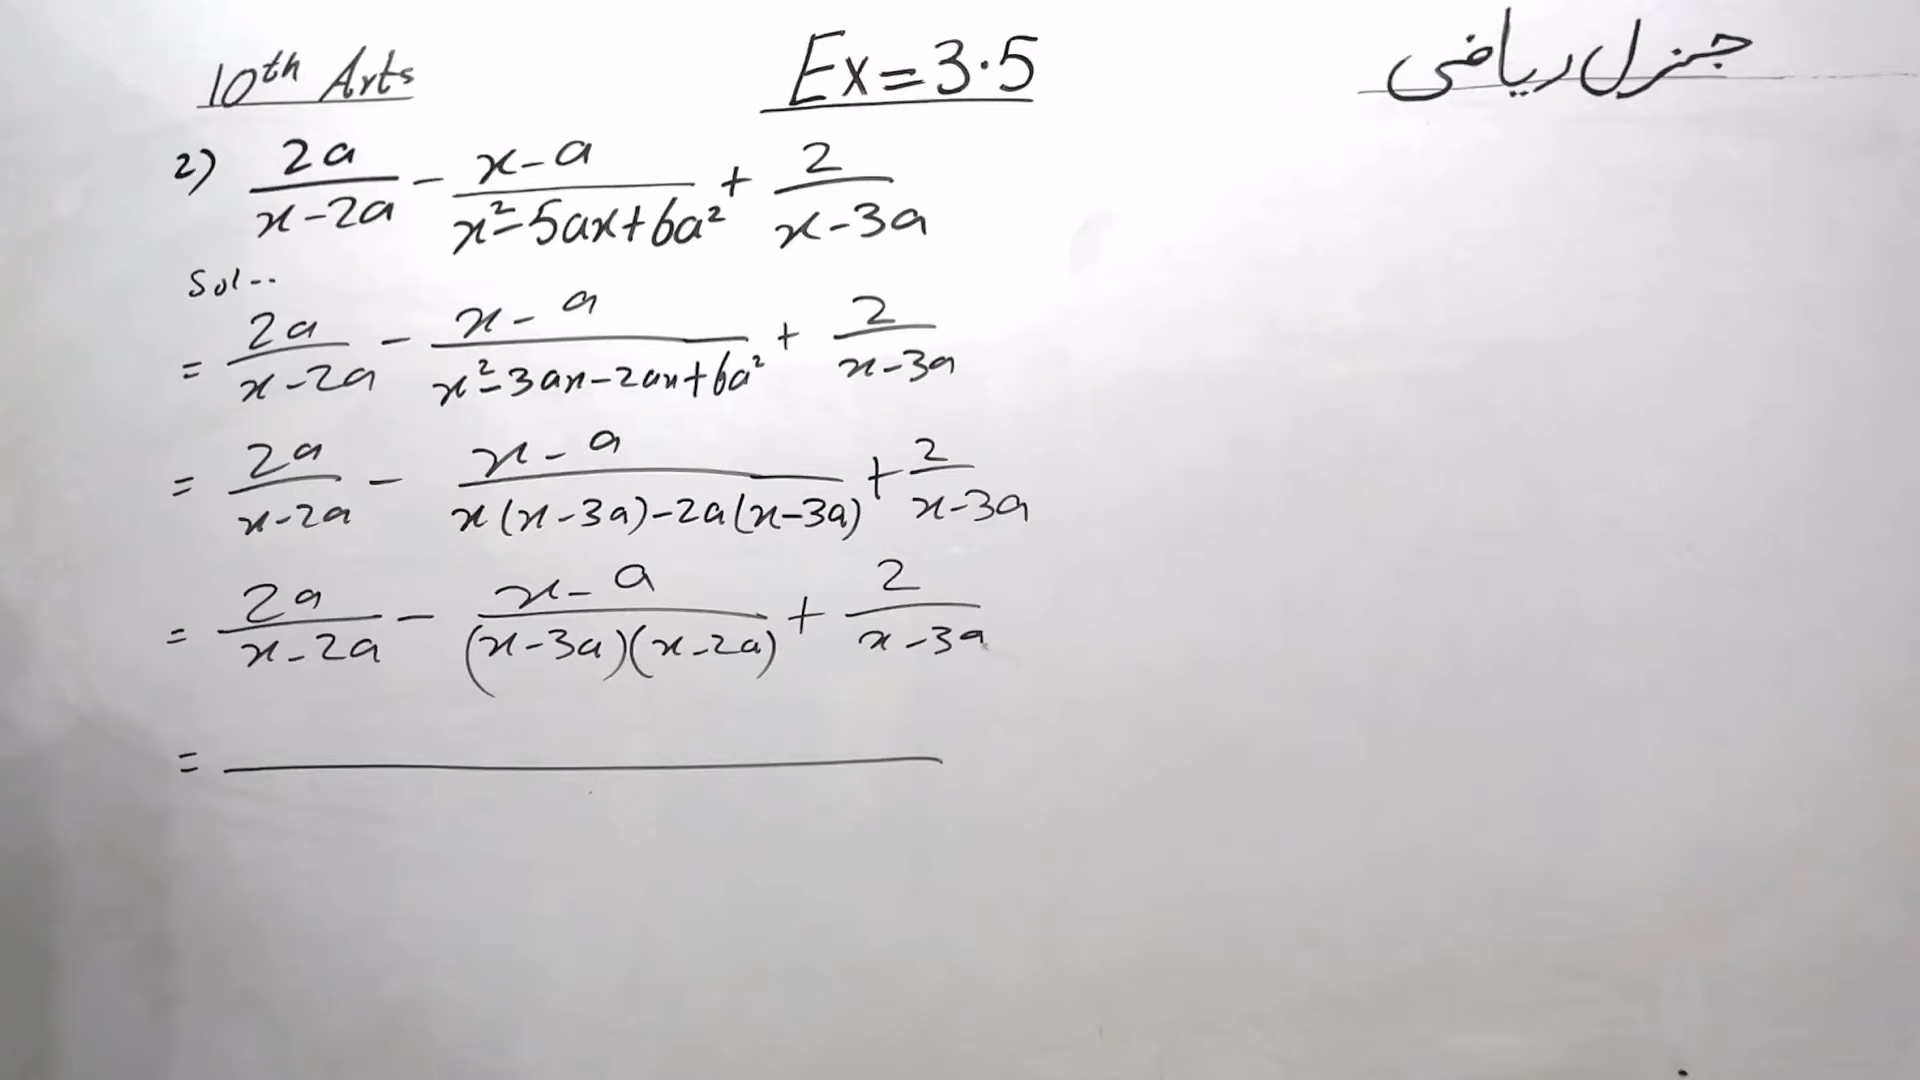 10th Arts Ex=3.5 جنرل ریاضی
2) 2a/(x-2a) - (x-a)/(x²-5ax+6a²) + 2/(x-3a)
Sol..
= 2a/(x-2a) - (x-a)/(x²-3ax-2ax+6a²) + 2/(x-3a)
= 2a/(x-2a) - (x-a)/(x(x-3a)-2a(x-3a)) + 2/(x-3a)
= 2a/(x-2a) - (x-a)/((x-3a)(x-2a)) + 2/(x-3a)
=